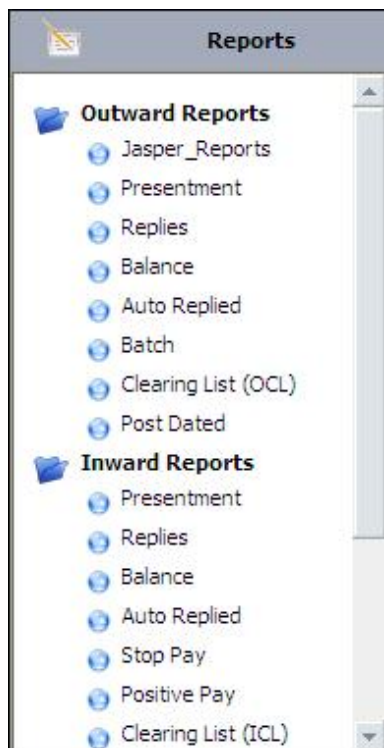 Reports
Outward Reports
Jasper_Reports
Presentment
Replies
Balance
Auto Replied
Batch
Clearing List (OCL)
Post Dated
Inward Reports
Presentment
Replies
Balance
Auto Replied
Stop Pay
Positive Pay
Clearing List (ICL)